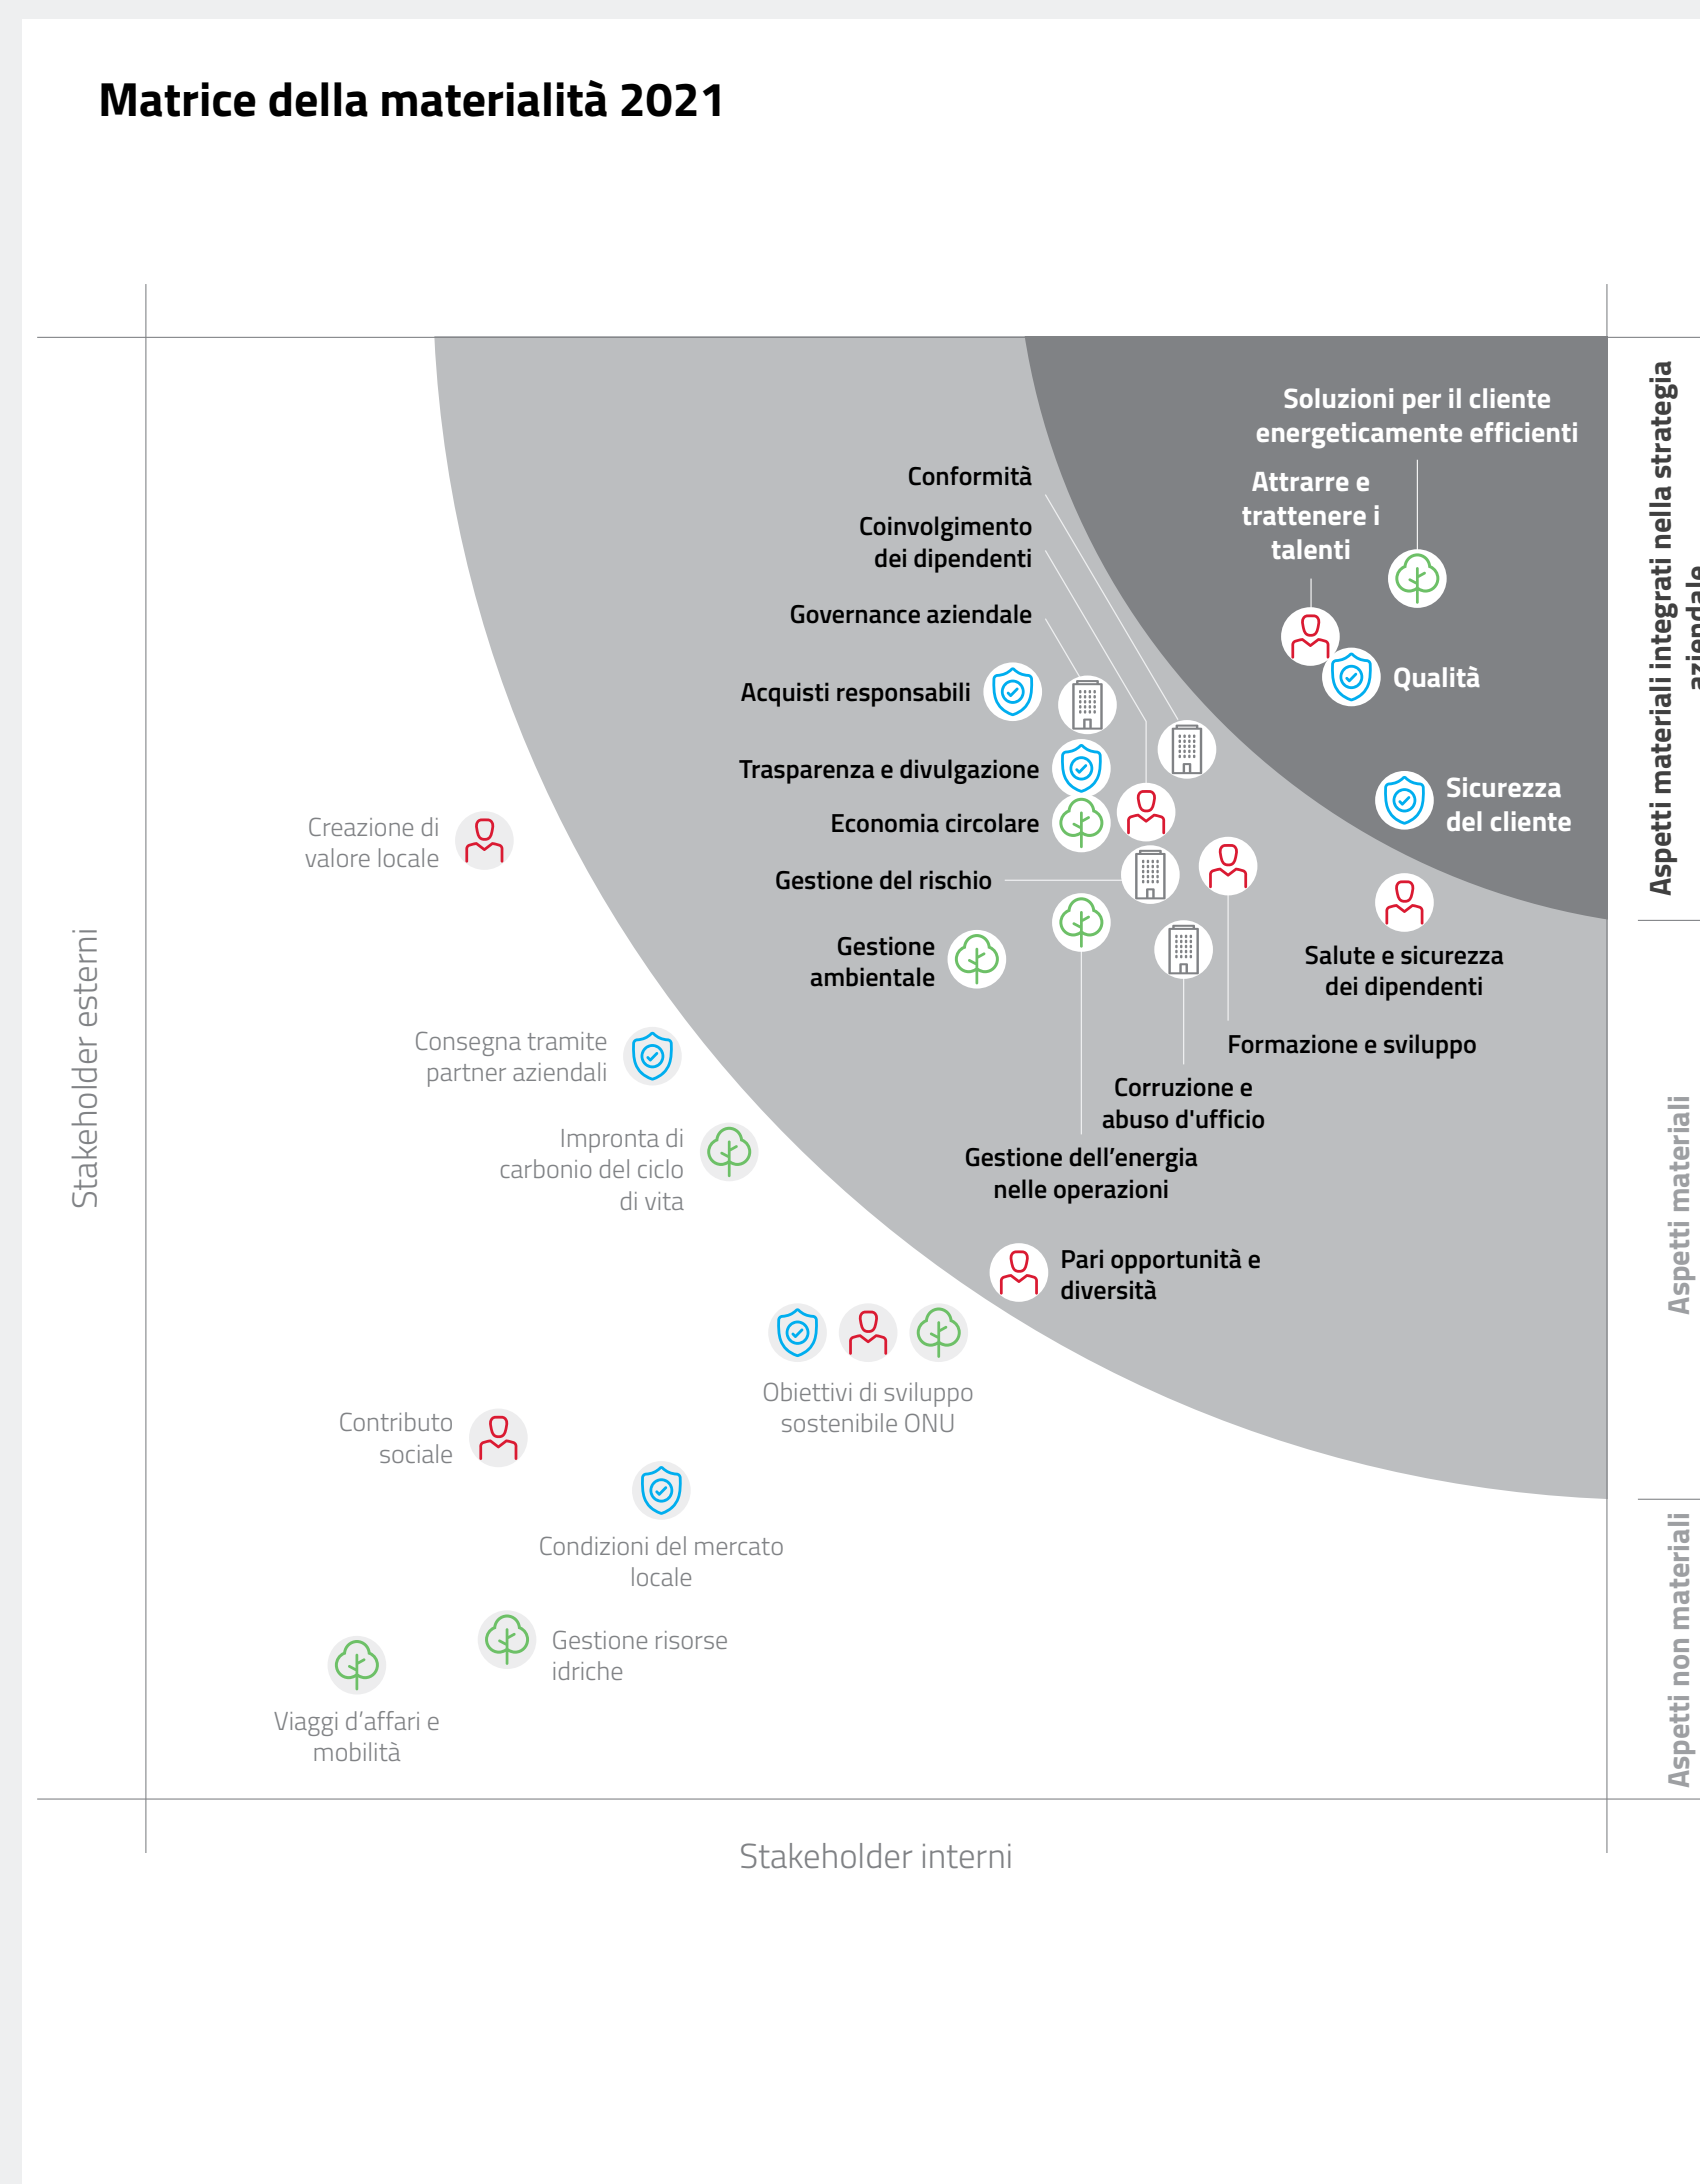 Matrice della materialità 2021
Soluzioni per il cliente
energeticamente efficienti
Attrarre e
trattenere i
talenti
Qualità
Sicurezza
del cliente
Conformità
Coinvolgimento
dei dipendenti
Governance aziendale
Acquisti responsabili
Trasparenza e divulgazione
Economia circolare
Gestione del rischio
Gestione
ambientale
Salute e sicurezza
dei dipendenti
Formazione e sviluppo
Corruzione e
abuso d'ufficio
Gestione dell’energia
nelle operazioni
Pari opportunità e
diversità
Creazione di
valore locale
Consegna tramite
partner aziendali
Impronta di
carbonio del ciclo
di vita
Obiettivi di sviluppo
sostenibile ONU
Contributo
sociale
Condizioni del mercato
locale
Gestione risorse
idriche
Viaggi d’affari e
mobilità
Stakeholder esterni
Stakeholder interni
Aspetti materiali integrati nella strategia
aziendale
Aspetti materiali
Aspetti non materiali